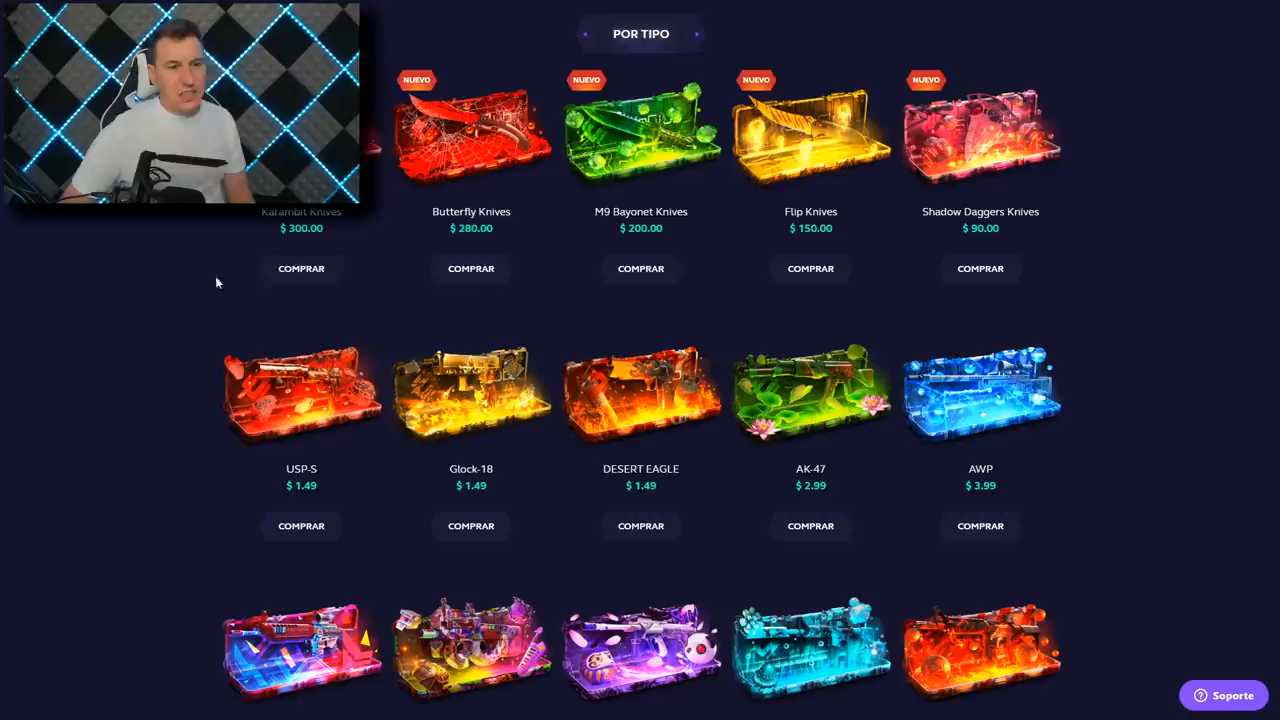 POR TIPO
NUEVO
NUEVO
NUEVO
NUEVO
Karambit Knives
Butterfly Knives
M9 Bayonet Knives
Flip Knives
Shadow Daggers Knives
$ 300.00
$ 280.00
$ 200.00
$ 150.00
$ 90.00
COMPRAR
COMPRAR
COMPRAR
COMPRAR
COMPRAR
USP-S
Glock-18
DESERT EAGLE
AK-47
AWP
$ 1.49
$ 1.49
$ 1.49
$ 2.99
$ 3.99
COMPRAR
COMPRAR
COMPRAR
COMPRAR
COMPRAR
Soporte